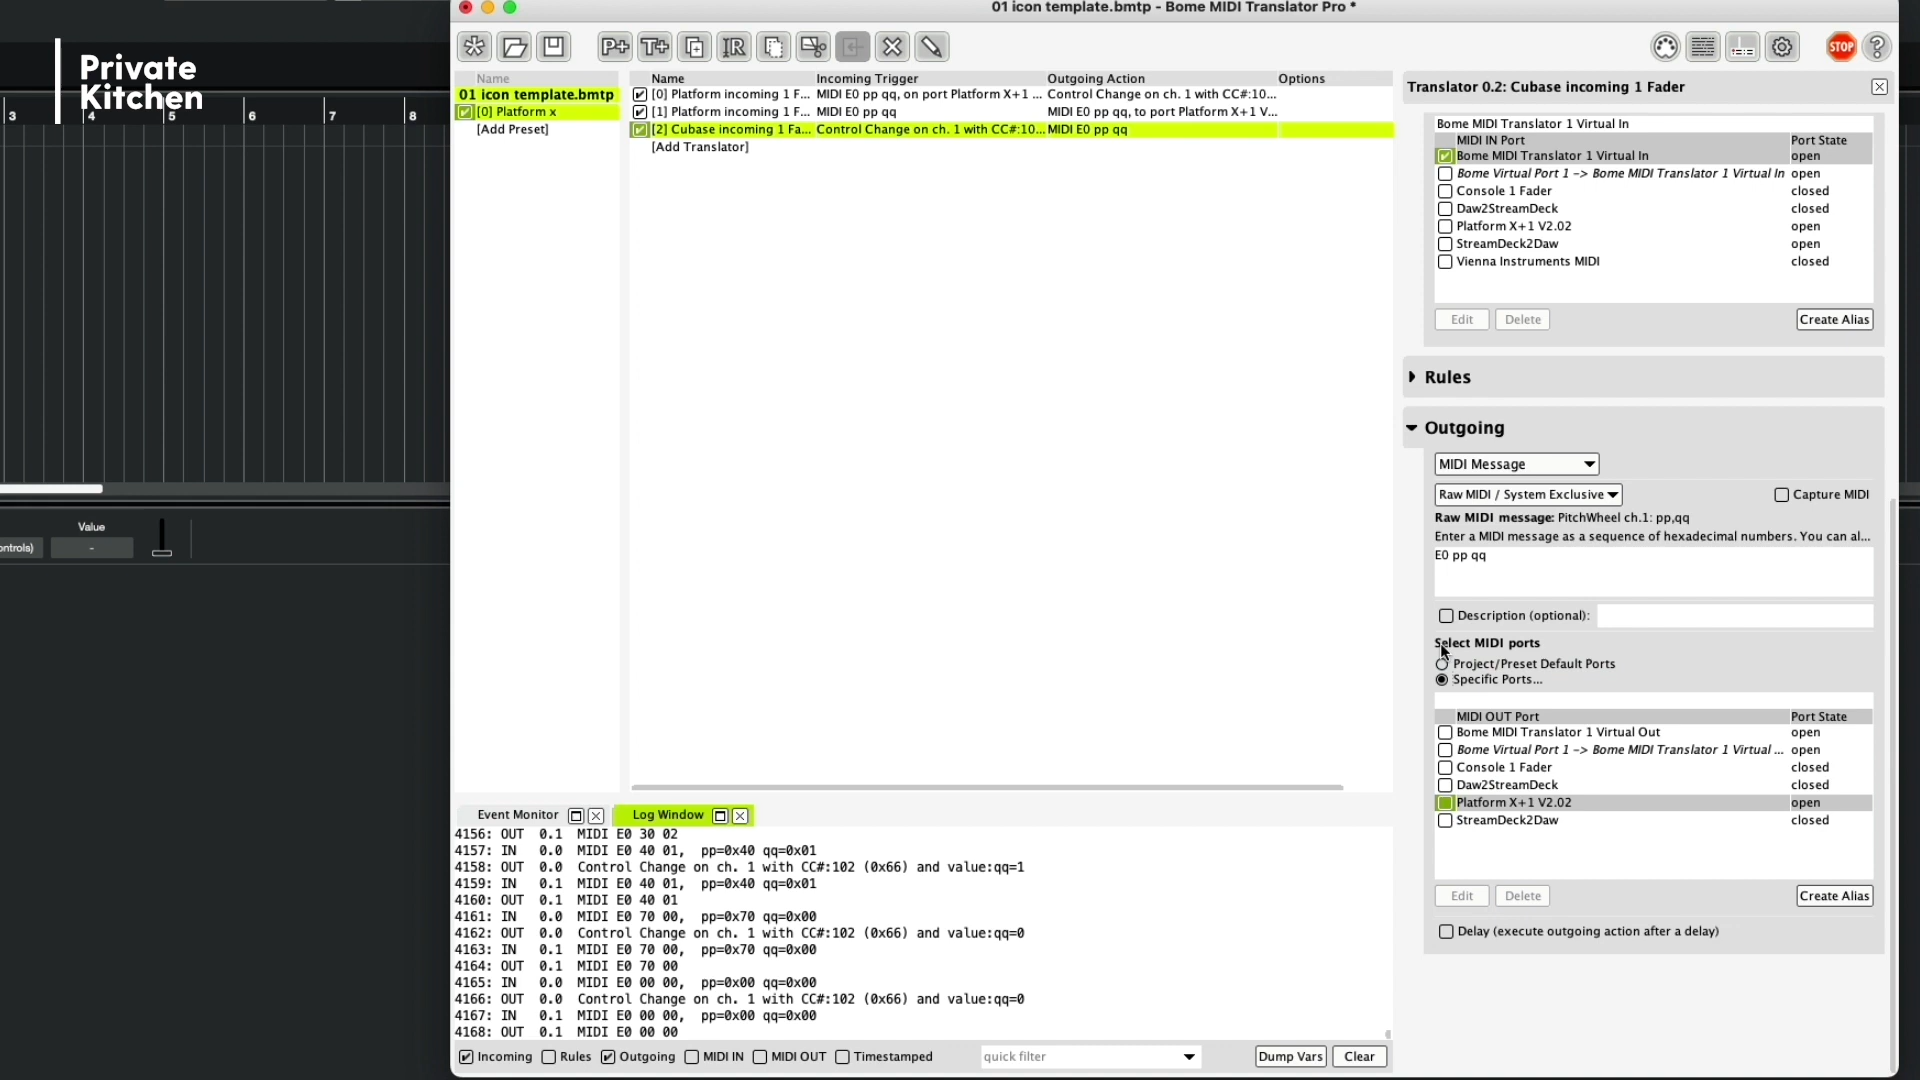 01 icon template.bmtp - Bome MIDI Translator Pro *
Private
Kitchen
3 4 5 6 7 8
P+ T+ IR STOP ?
Name
01 icon template.bmtp
[0] Platform x
[Add Preset]
Name Incoming Trigger Outgoing Action Options
[0] Platform incoming 1 F... MIDI E0 pp qq, on port Platform X+1 ... Control Change on ch. 1 with CC#:10...
[1] Platform incoming 1 F... MIDI E0 pp qq MIDI E0 pp qq, to port Platform X+1 V...
[2] Cubase incoming 1 Fa... Control Change on ch. 1 with CC#:10... MIDI E0 pp qq
[Add Translator]
Value
ontrols) -
Event Monitor Log Window
4156: OUT 0.1 MIDI E0 30 02
4157: IN 0.0 MIDI E0 40 01, pp=0x40 qq=0x01
4158: OUT 0.0 Control Change on ch. 1 with CC#:102 (0x66) and value:qq=1
4159: IN 0.1 MIDI E0 40 01, pp=0x40 qq=0x01
4160: OUT 0.1 MIDI E0 40 01
4161: IN 0.0 MIDI E0 70 00, pp=0x70 qq=0x00
4162: OUT 0.0 Control Change on ch. 1 with CC#:102 (0x66) and value:qq=0
4163: IN 0.1 MIDI E0 70 00, pp=0x70 qq=0x00
4164: OUT 0.1 MIDI E0 70 00
4165: IN 0.0 MIDI E0 00 00, pp=0x00 qq=0x00
4166: OUT 0.0 Control Change on ch. 1 with CC#:102 (0x66) and value:qq=0
4167: IN 0.1 MIDI E0 00 00, pp=0x00 qq=0x00
4168: OUT 0.1 MIDI E0 00 00
Incoming Rules Outgoing MIDI IN MIDI OUT Timestamped quick filter Dump Vars Clear
Translator 0.2: Cubase incoming 1 Fader
Bome MIDI Translator 1 Virtual In
MIDI IN Port Port State
Bome MIDI Translator 1 Virtual In open
Bome Virtual Port 1 -> Bome MIDI Translator 1 Virtual In open
Console 1 Fader closed
Daw2StreamDeck closed
Platform X+1 V2.02 open
StreamDeck2Daw open
Vienna Instruments MIDI closed
Edit Delete Create Alias
Rules
Outgoing
MIDI Message
Raw MIDI / System Exclusive Capture MIDI
Raw MIDI message: PitchWheel ch.1: pp,qq
Enter a MIDI message as a sequence of hexadecimal numbers. You can al...
E0 pp qq
Description (optional):
Select MIDI ports
Project/Preset Default Ports
Specific Ports...
MIDI OUT Port Port State
Bome MIDI Translator 1 Virtual Out open
Bome Virtual Port 1 -> Bome MIDI Translator 1 Virtual ... open
Console 1 Fader closed
Daw2StreamDeck closed
Platform X+1 V2.02 open
StreamDeck2Daw closed
Edit Delete Create Alias
Delay (execute outgoing action after a delay)